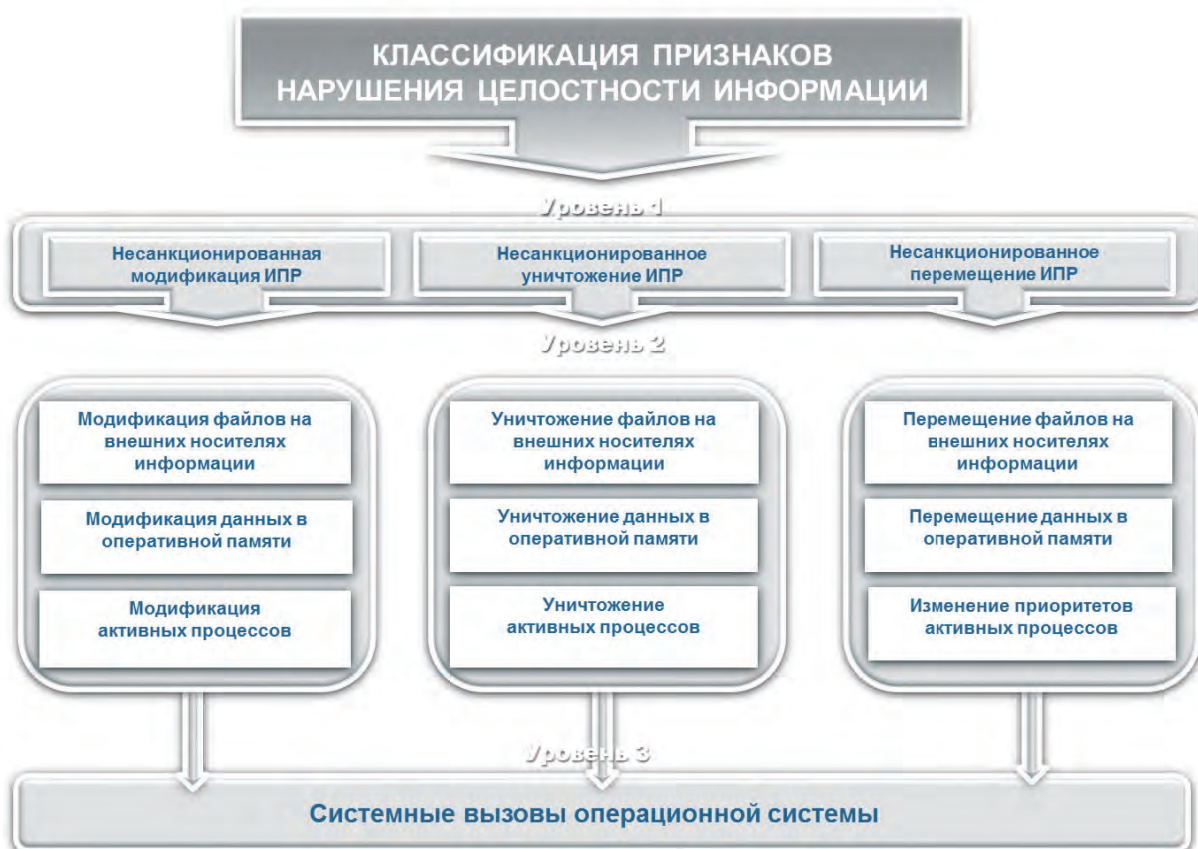 КЛАССИФИКАЦИЯ ПРИЗНАКОВ
НАРУШЕНИЯ ЦЕЛОСТНОСТИ ИНФОРМАЦИИ
Уровень 1
Несанкционированная
модификация ИПР
Несанкционированное
уничтожение ИПР
Несанкционированное
перемещение ИПР
Уровень 2
Модификация файлов на
внешних носителях
информации
Модификация данных в
оперативной памяти
Модификация
активных процессов
Уничтожение файлов на
внешних носителях
информации
Уничтожение данных в
оперативной памяти
Уничтожение
активных процессов
Перемещение файлов на
внешних носителях
информации
Перемещение данных в
оперативной памяти
Изменение приоритетов
активных процессов
Уровень 3
Системные вызовы операционной системы